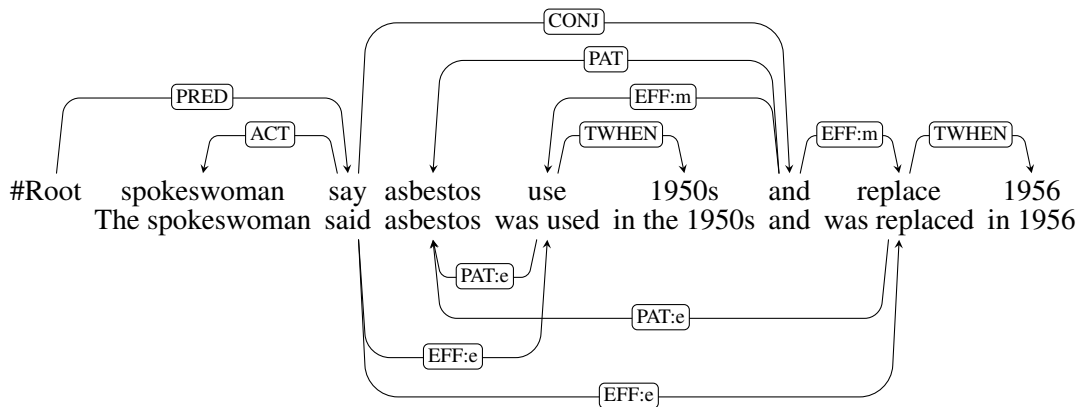 CONJ
PAT
PRED EFF:m
ACT TWHEN EFF:m TWHEN
#Root spokeswoman say asbestos use 1950s and replace 1956
The spokeswoman said asbestos was used in the 1950s and was replaced in 1956
PAT:e
PAT:e
EFF:e
EFF:e